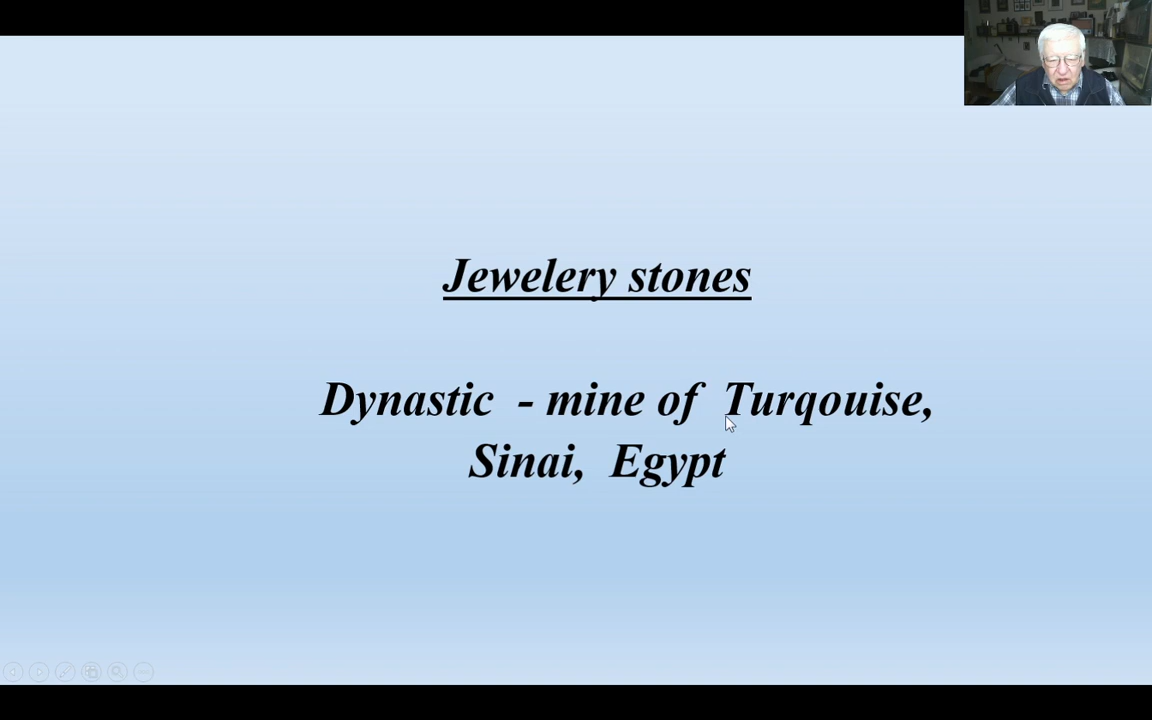 Jewelery stones
Dynastic - mine of Turqouise,
Sinai, Egypt